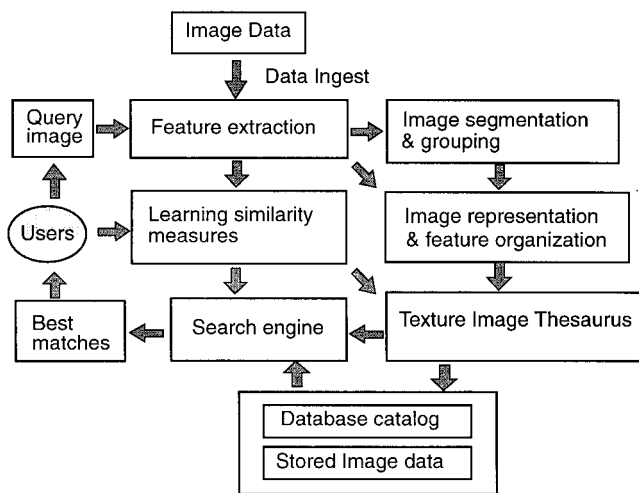 Image Data
Data Ingest
Query
image
Feature extraction
Image segmentation
& grouping
Users
Learning similarity
measures
Image representation
& feature organization
Best
matches
Search engine
Texture Image Thesaurus
Database catalog
Stored Image data